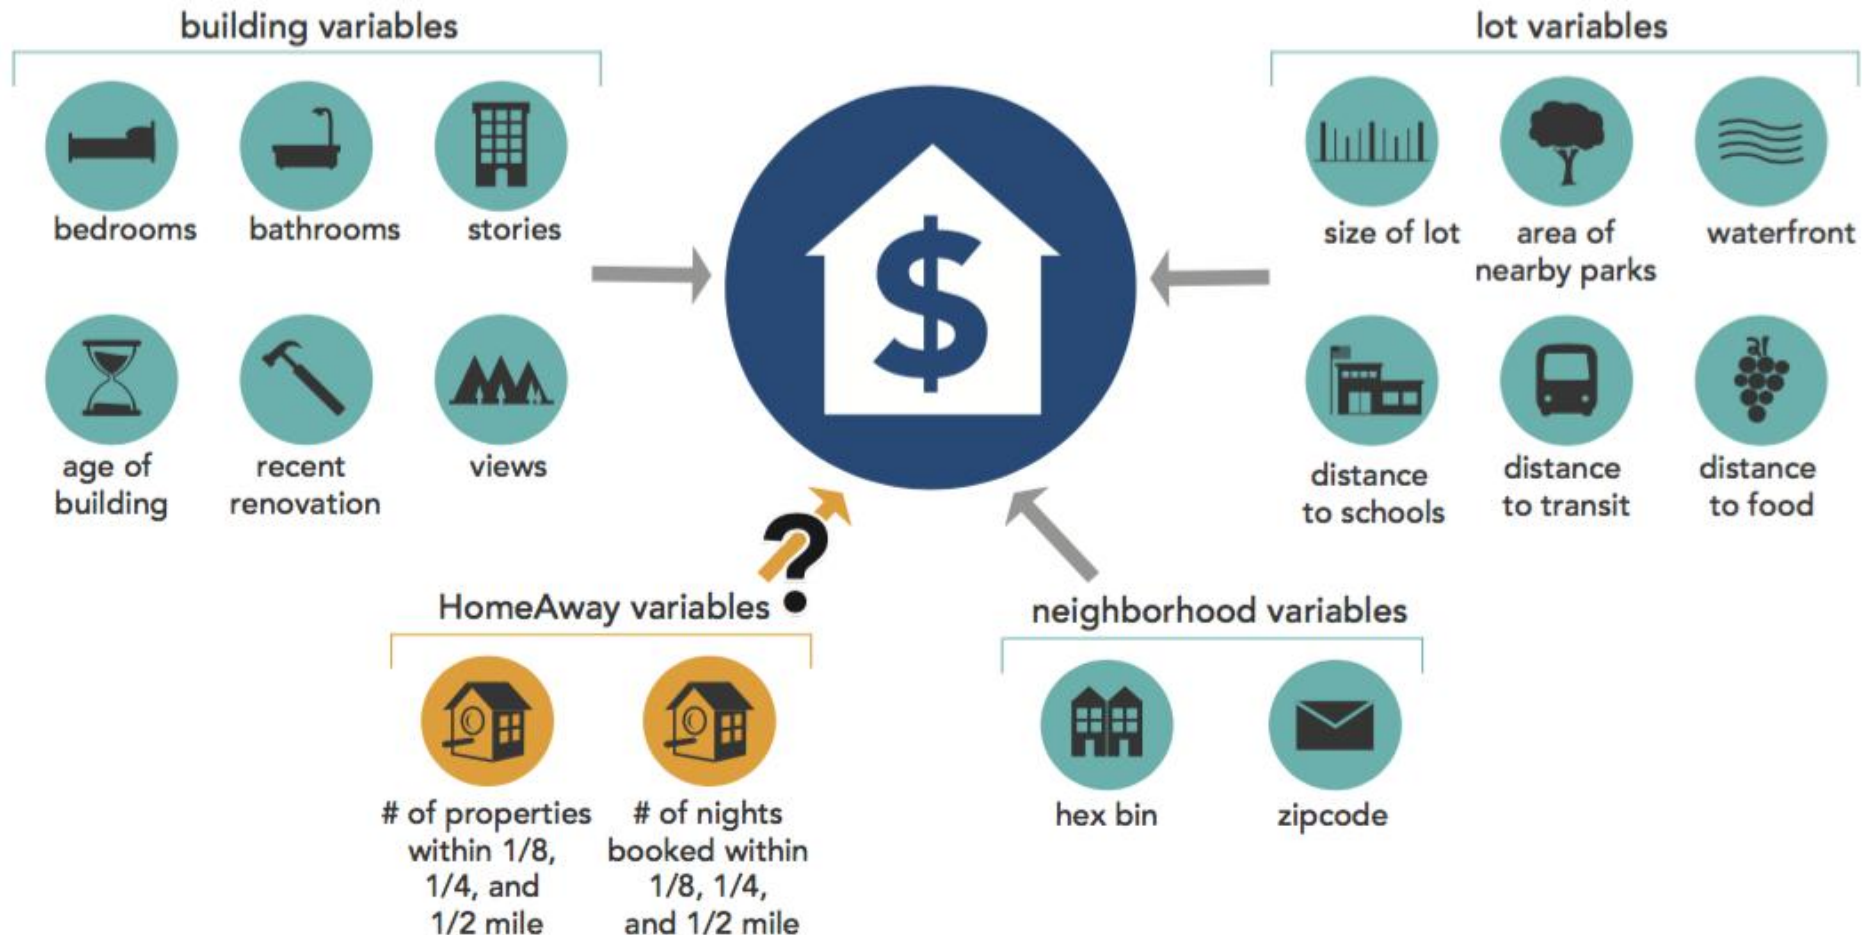 building variables
bedrooms
bathrooms
stories
age of
building
recent
renovation
views
lot variables
size of lot
area of
nearby parks
waterfront
distance
to schools
distance
to transit
distance
to food
$
?
HomeAway variables
# of properties
within 1/8,
1/4, and
1/2 mile
# of nights
booked within
1/8, 1/4,
and 1/2 mile
neighborhood variables
hex bin
zipcode